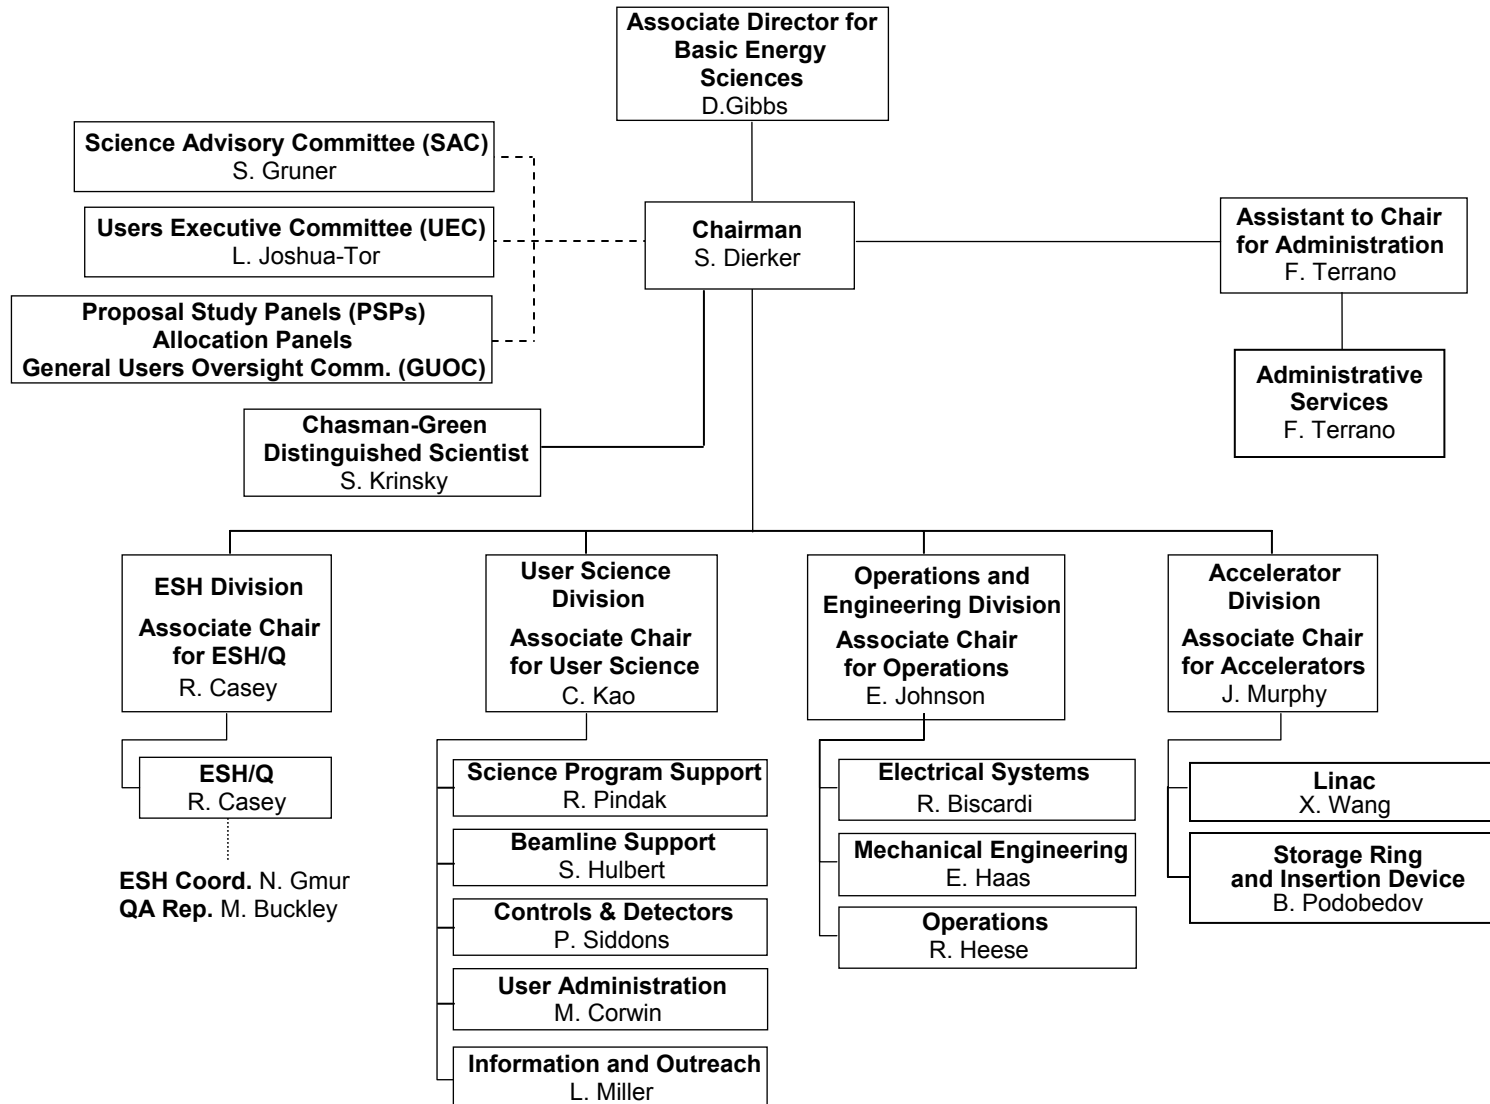 Associate Director for
Basic Energy
Sciences
D.Gibbs
Science Advisory Committee (SAC)
S. Gruner
Users Executive Committee (UEC)
L. Joshua-Tor
Proposal Study Panels (PSPs)
Allocation Panels
General Users Oversight Comm. (GUOC)
Chairman
S. Dierker
Assistant to Chair
for Administration
F. Terrano
Administrative
Services
F. Terrano
Chasman-Green
Distinguished Scientist
S. Krinsky
ESH Division
Associate Chair
for ESH/Q
R. Casey
ESH/Q
R. Casey
ESH Coord. N. Gmur
QA Rep. M. Buckley
User Science
Division
Associate Chair
for User Science
C. Kao
Science Program Support
R. Pindak
Beamline Support
S. Hulbert
Controls & Detectors
P. Siddons
User Administration
M. Corwin
Information and Outreach
L. Miller
Operations and
Engineering Division
Associate Chair
for Operations
E. Johnson
Electrical Systems
R. Biscardi
Mechanical Engineering
E. Haas
Operations
R. Heese
Accelerator
Division
Associate Chair
for Accelerators
J. Murphy
Linac
X. Wang
Storage Ring
and Insertion Device
B. Podobedov